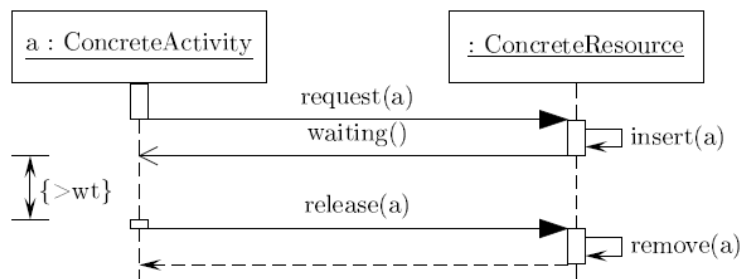 a : ConcreteActivity
: ConcreteResource
request(a)
waiting()
insert(a)
{>wt}
release(a)
remove(a)